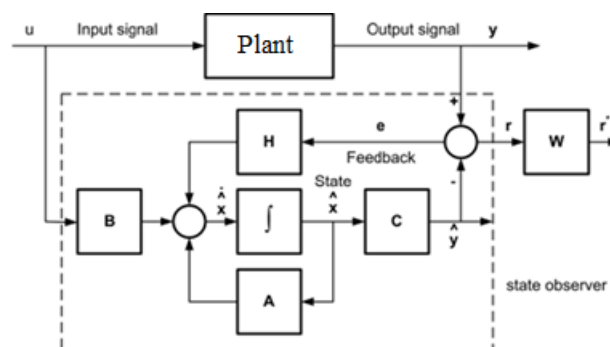 u Input signal Plant Output signal y
+
H e r W r*
Feedback
State
B ẋ̂ ∫ x̂ C -
ŷ
A
state observer